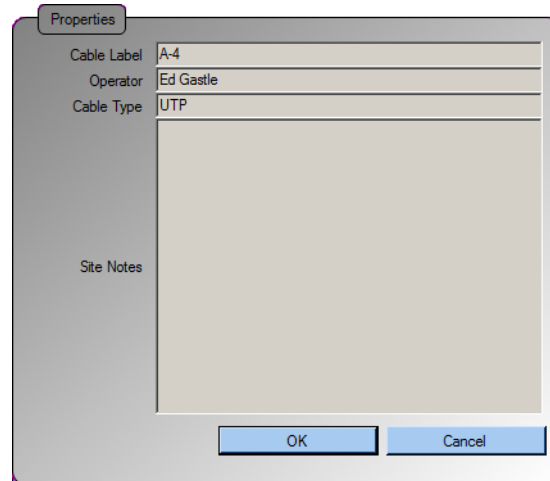 Properties
Cable Label A-4
Operator Ed Gastle
Cable Type UTP
Site Notes
OK Cancel